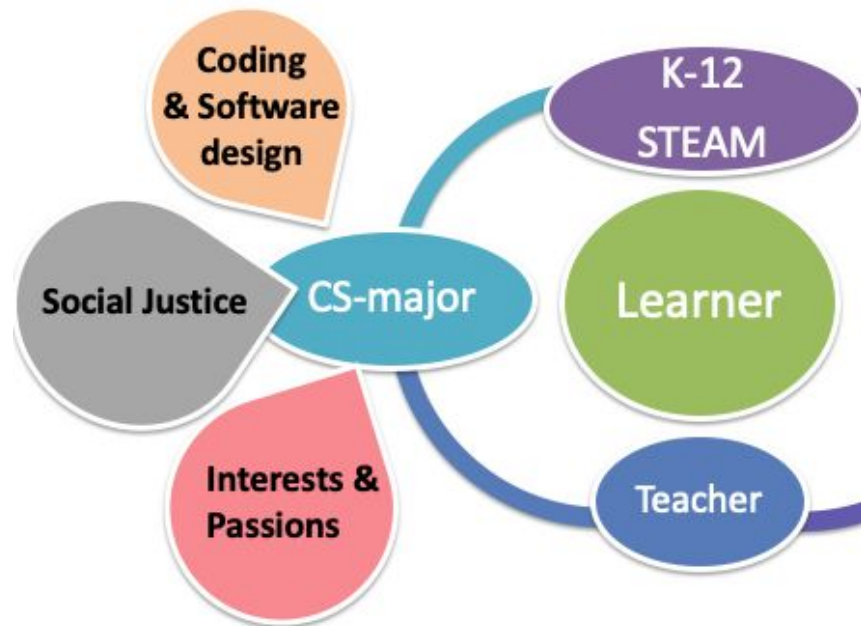 Coding
& Software
design
K-12
STEAM
Social Justice
CS-major
Learner
Interests &
Passions
Teacher